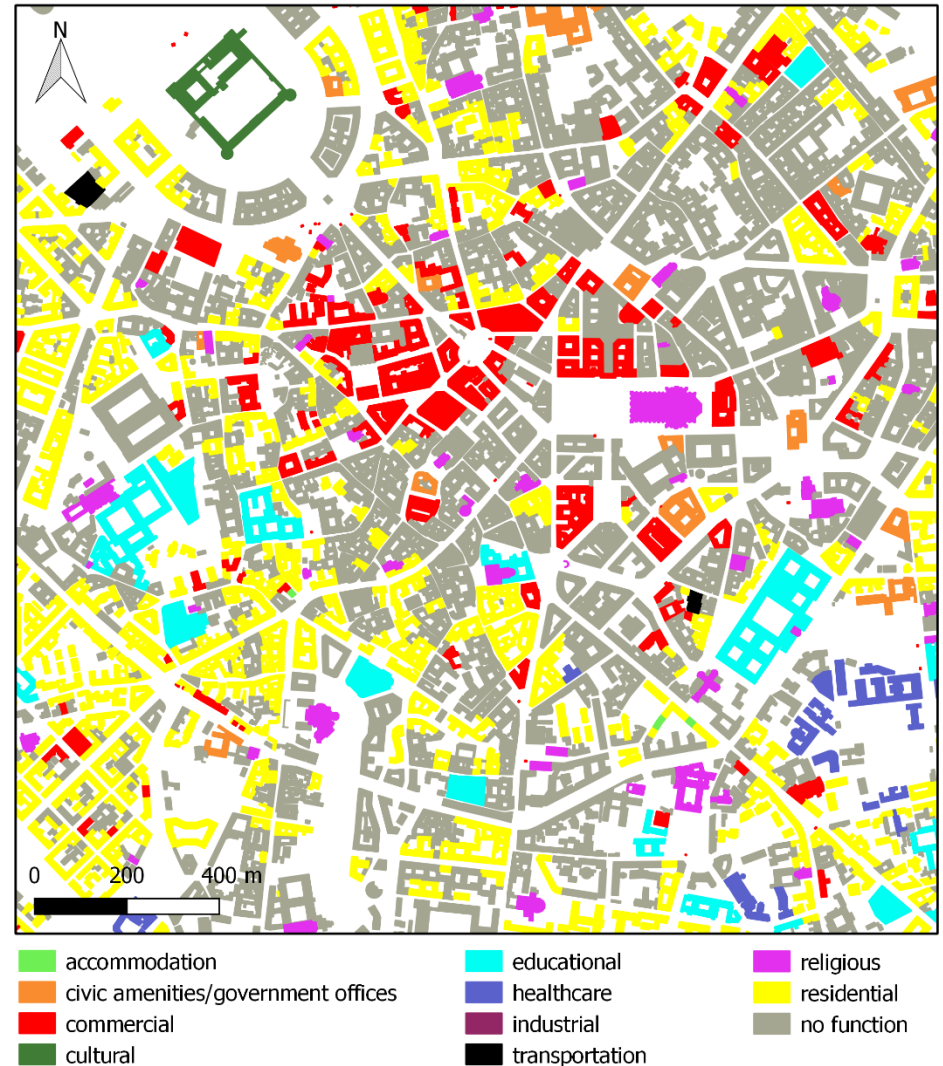 N
0 200 400 m
accommodation
civic amenities/government offices
commercial
cultural
educational
healthcare
industrial
transportation
religious
residential
no function